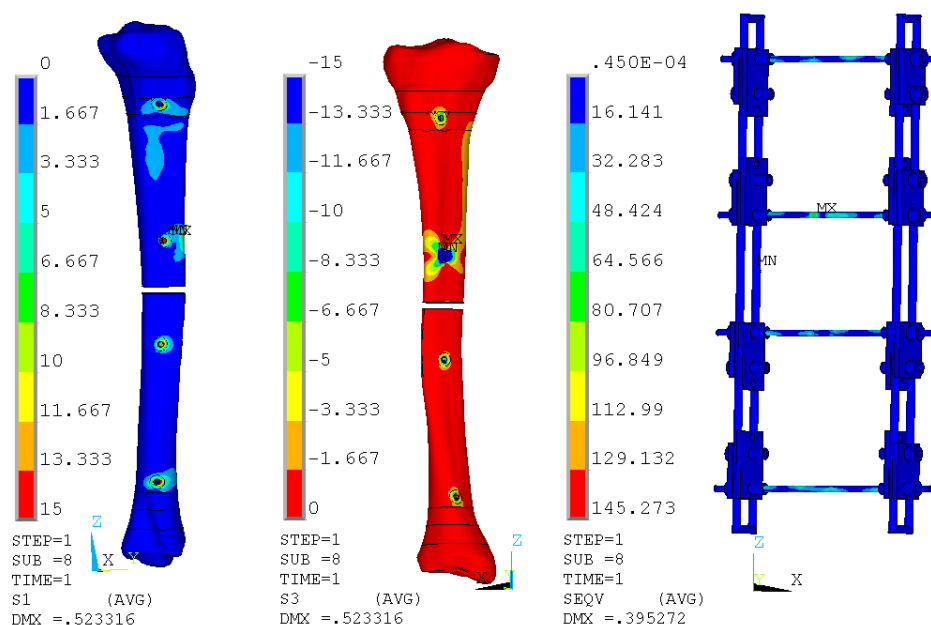 0
1.667
3.333
5
6.667
8.333
10
11.667
13.333
15
MX
Z
X
Y
STEP=1
SUB =8
TIME=1
S1 (AVG)
DMX =.523316
-15
-13.333
-11.667
-10
-8.333
-6.667
-5
-3.333
-1.667
0
MX
MN
Z
X
Y
STEP=1
SUB =8
TIME=1
S3 (AVG)
DMX =.523316
.450E-04
16.141
32.283
48.424
64.566
80.707
96.849
112.99
129.132
145.273
MX
MN
Z
Y
X
STEP=1
SUB =8
TIME=1
SEQV (AVG)
DMX =.395272